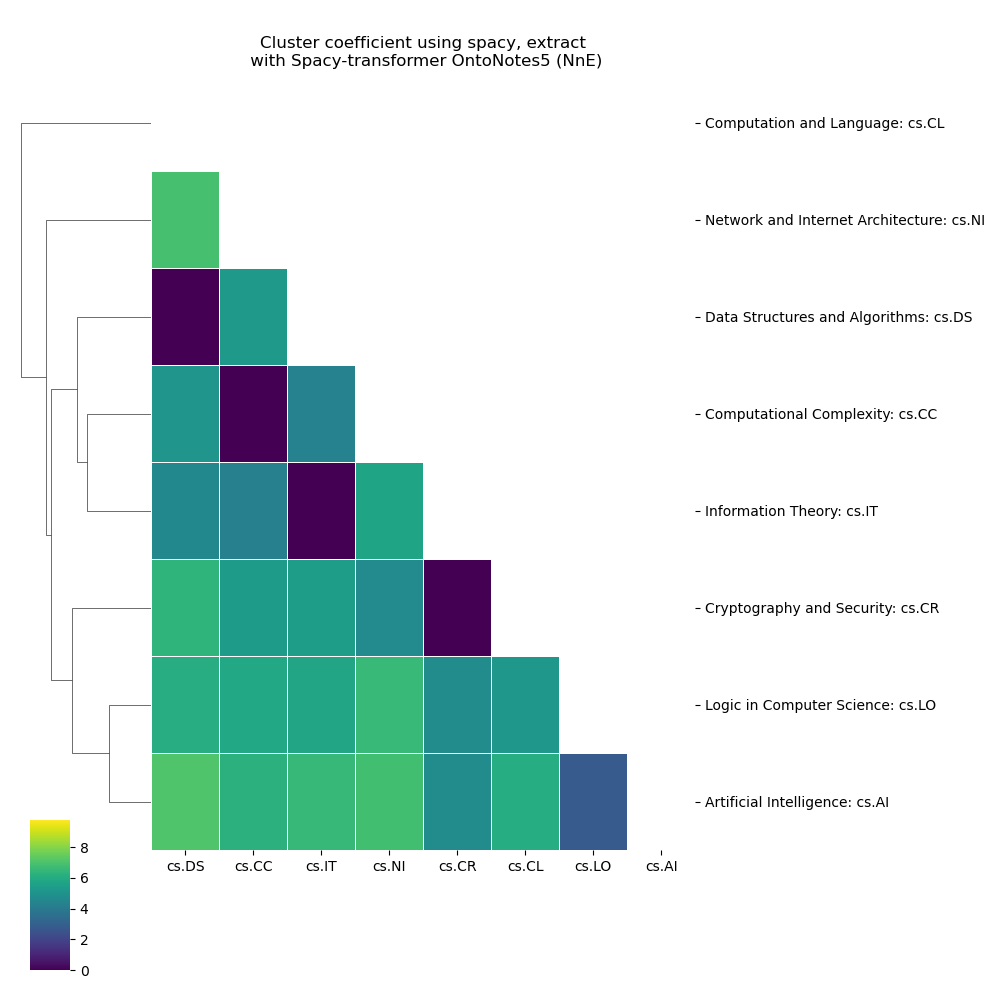 Cluster coefficient using spacy, extract
with Spacy-transformer OntoNotes5 (NnE)
Computation and Language: cs.CL
Network and Internet Architecture: cs.NI
Data Structures and Algorithms: cs.DS
Computational Complexity: cs.CC
Information Theory: cs.IT
Cryptography and Security: cs.CR
Logic in Computer Science: cs.LO
Artificial Intelligence: cs.AI
cs.DS cs.CC cs.IT cs.NI cs.CR cs.CL cs.LO cs.AI
8
6
4
2
0